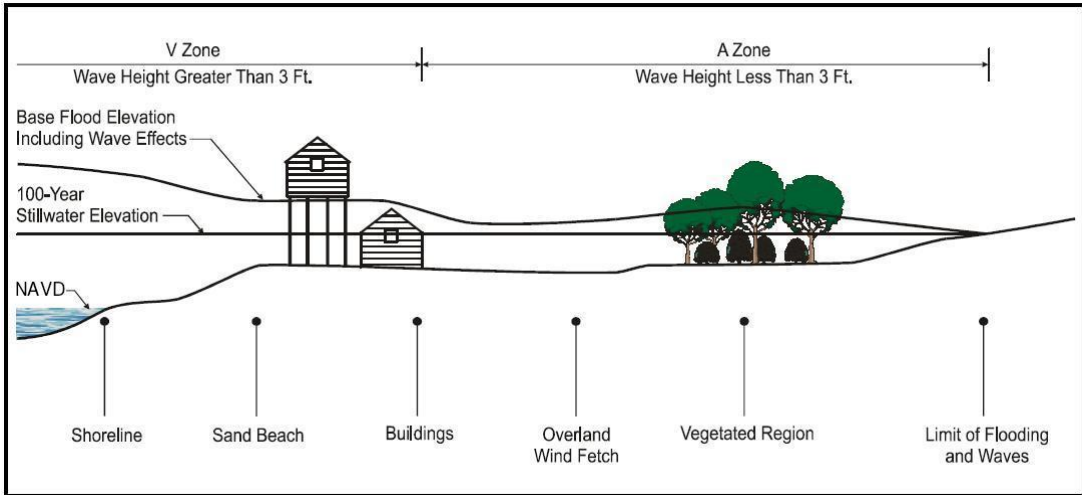 V Zone
Wave Height Greater Than 3 Ft.
A Zone
Wave Height Less Than 3 Ft.
Base Flood Elevation
Including Wave Effects
100-Year
Stillwater Elevation
NAVD
Shoreline
Sand Beach
Buildings
Overland
Wind Fetch
Vegetated Region
Limit of Flooding
and Waves